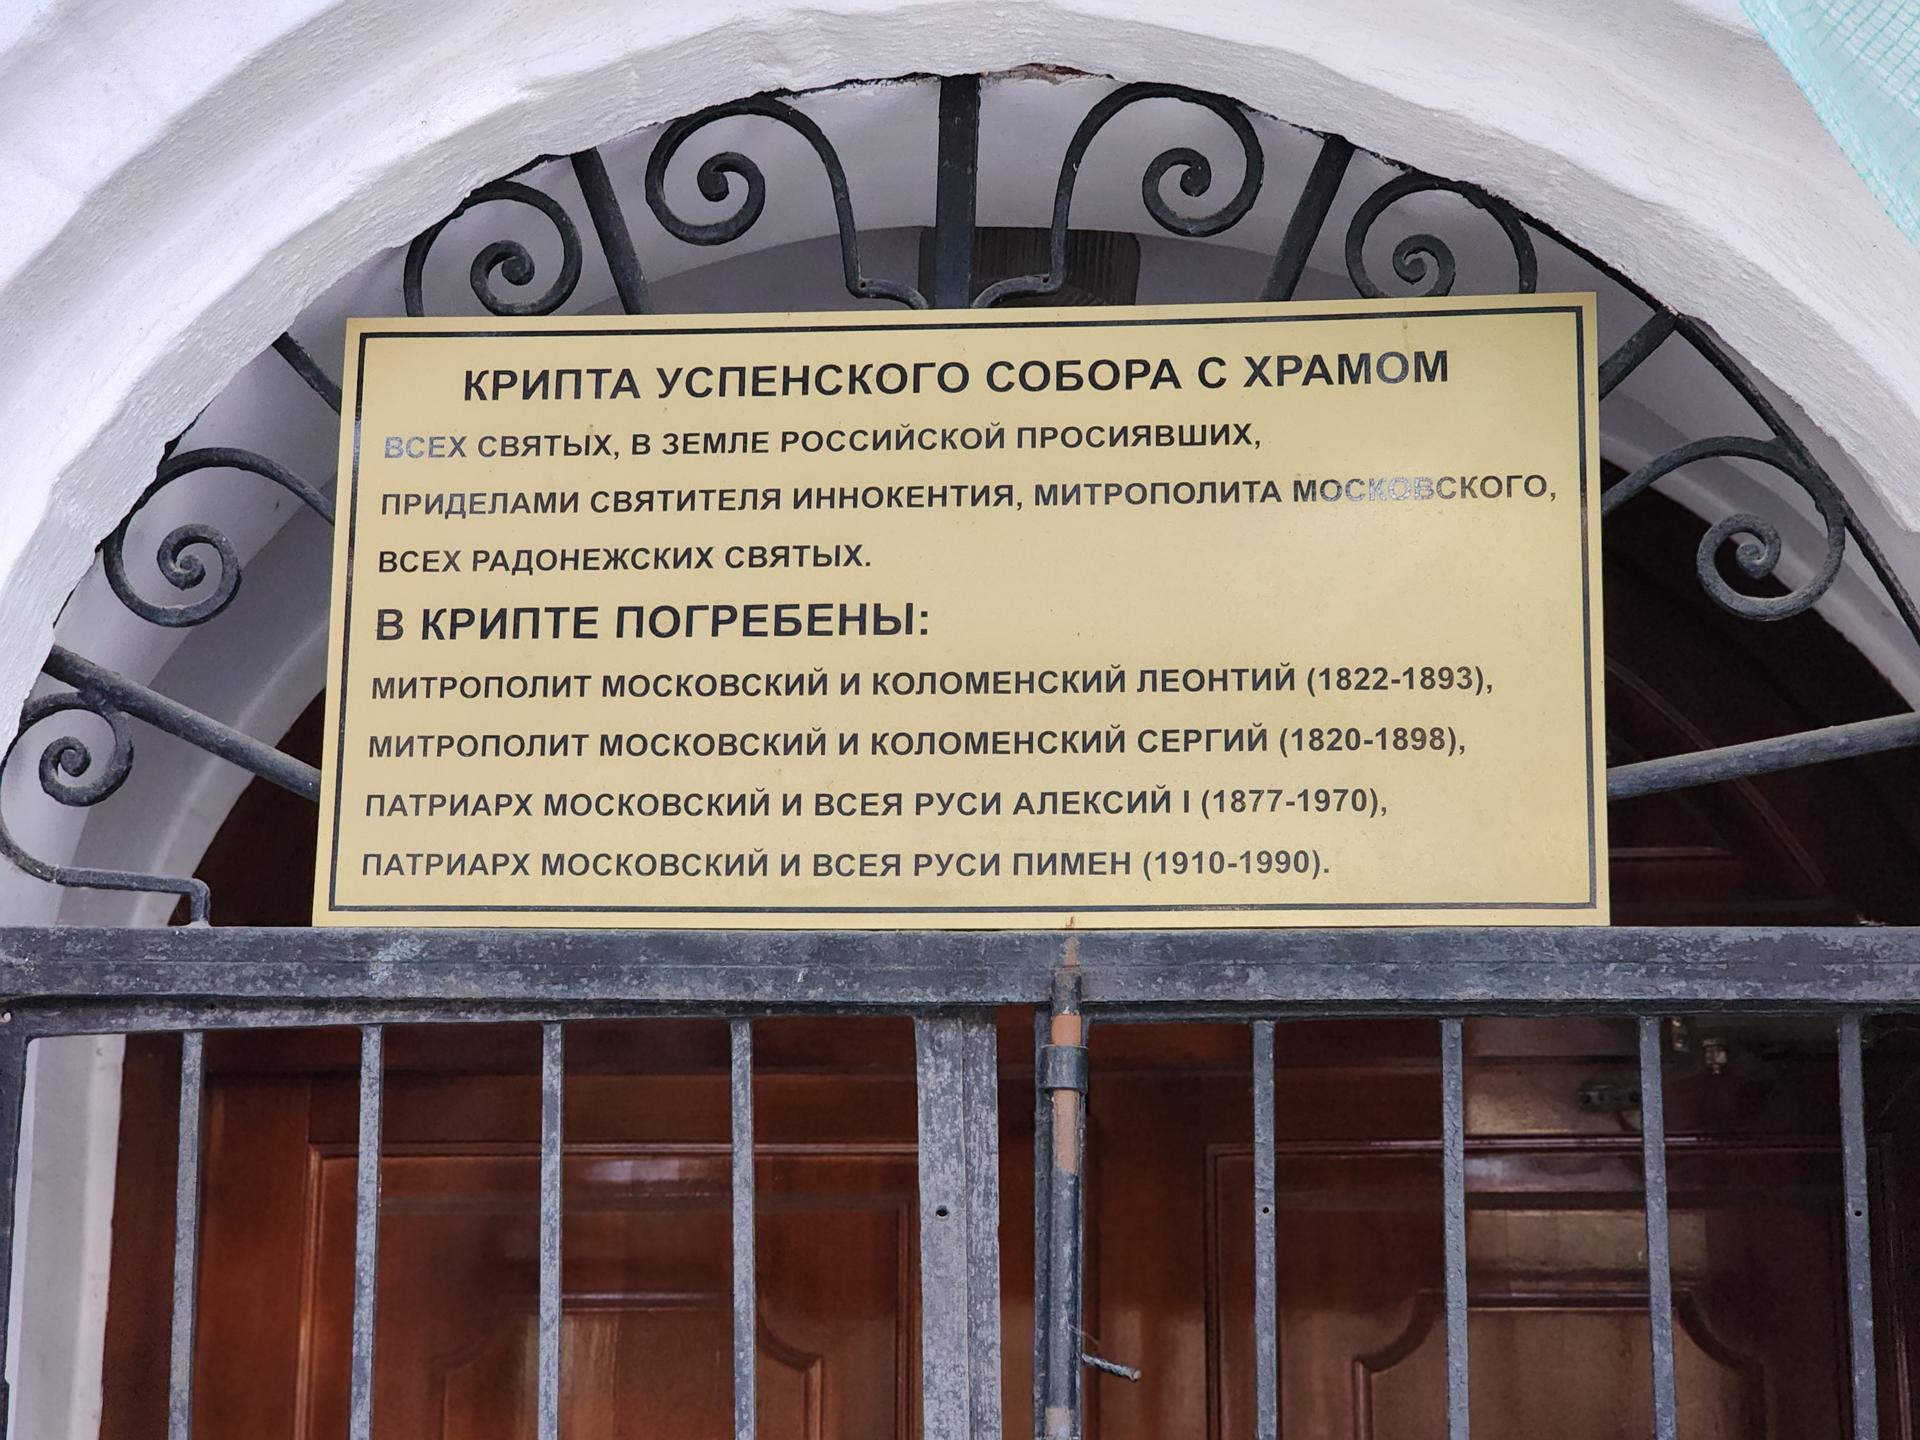 КРИПТА УСПЕНСКОГО СОБОРА С ХРАМОМ
ВСЕХ СВЯТЫХ, В ЗЕМЛЕ РОССИЙСКОЙ ПРОСИЯВШИХ,
ПРИДЕЛАМИ СВЯТИТЕЛЯ ИННОКЕНТИЯ, МИТРОПОЛИТА МОСКОВСКОГО,
ВСЕХ РАДОНЕЖСКИХ СВЯТЫХ.
В КРИПТЕ ПОГРЕБЕНЫ:
МИТРОПОЛИТ МОСКОВСКИЙ И КОЛОМЕНСКИЙ ЛЕОНТИЙ (1822-1893),
МИТРОПОЛИТ МОСКОВСКИЙ И КОЛОМЕНСКИЙ СЕРГИЙ (1820-1898),
ПАТРИАРХ МОСКОВСКИЙ И ВСЕЯ РУСИ АЛЕКСИЙ I (1877-1970),
ПАТРИАРХ МОСКОВСКИЙ И ВСЕЯ РУСИ ПИМЕН (1910-1990).